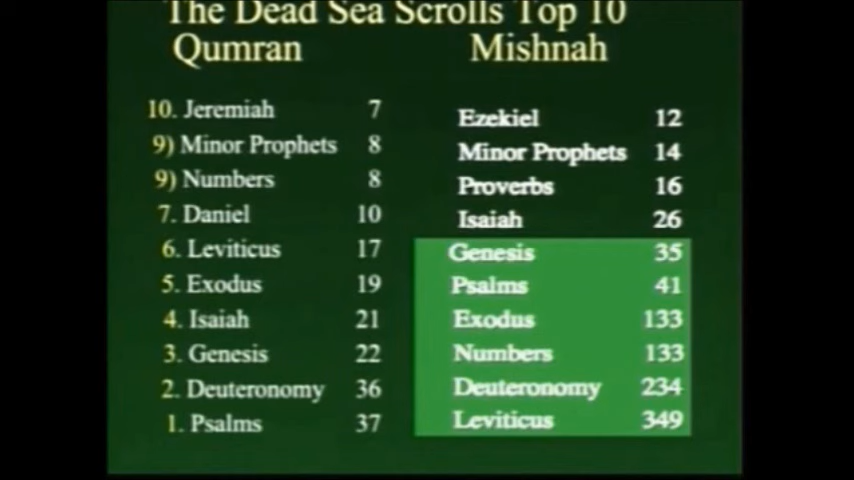 The Dead Sea Scrolls Top 10
Qumran Mishnah
10. Jeremiah 7
9) Minor Prophets 8
9) Numbers 8
7. Daniel 10
6. Leviticus 17
5. Exodus 19
4. Isaiah 21
3. Genesis 22
2. Deuteronomy 36
1. Psalms 37
Ezekiel 12
Minor Prophets 14
Proverbs 16
Isaiah 26
Genesis 35
Psalms 41
Exodus 133
Numbers 133
Deuteronomy 234
Leviticus 349